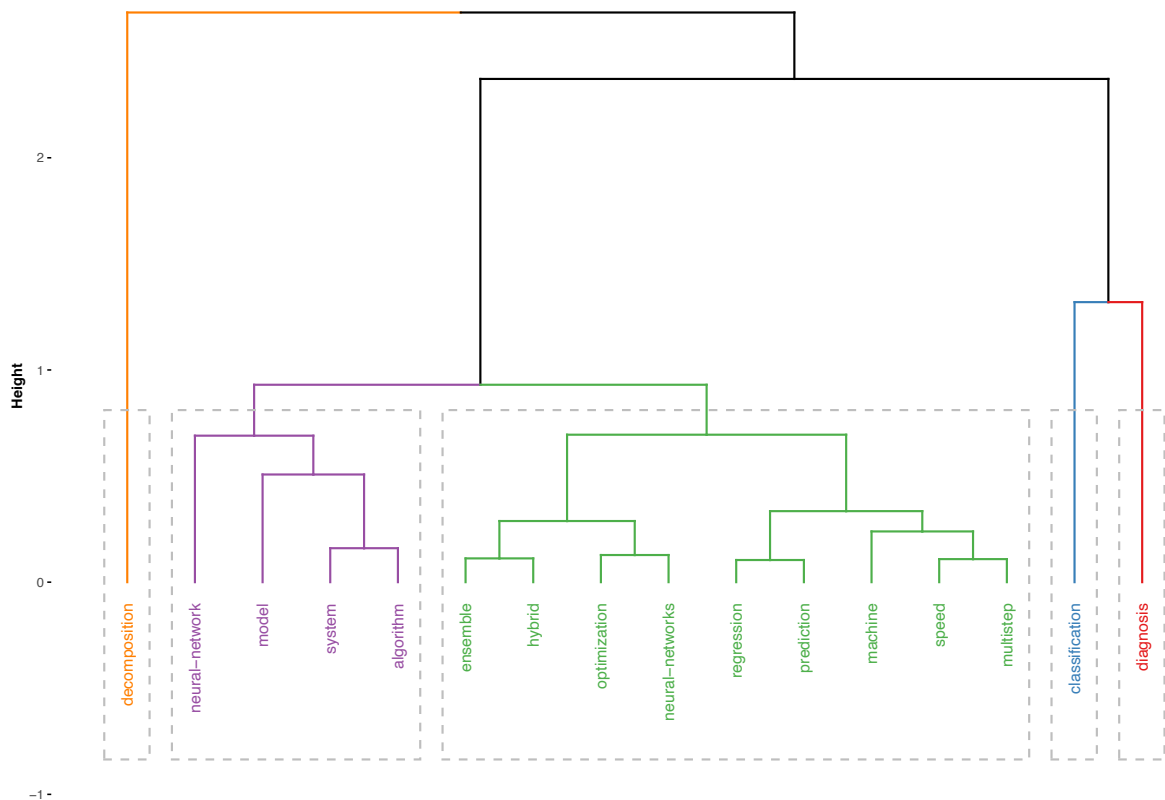 2
1
0
−1
Height
decomposition
neural−network
model
system
algorithm
ensemble
hybrid
optimization
neural−networks
regression
prediction
machine
speed
multistep
classification
diagnosis